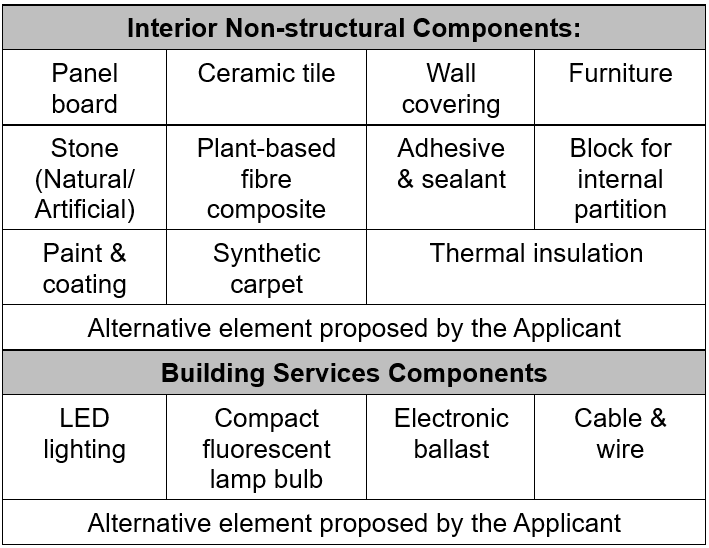 Interior Non-structural Components:
Panel board
Ceramic tile
Wall covering
Furniture
Stone (Natural/ Artificial)
Plant-based fibre composite
Adhesive & sealant
Block for internal partition
Paint & coating
Synthetic carpet
Thermal insulation
Alternative element proposed by the Applicant
Building Services Components
LED lighting
Compact fluorescent lamp bulb
Electronic ballast
Cable & wire
Alternative element proposed by the Applicant